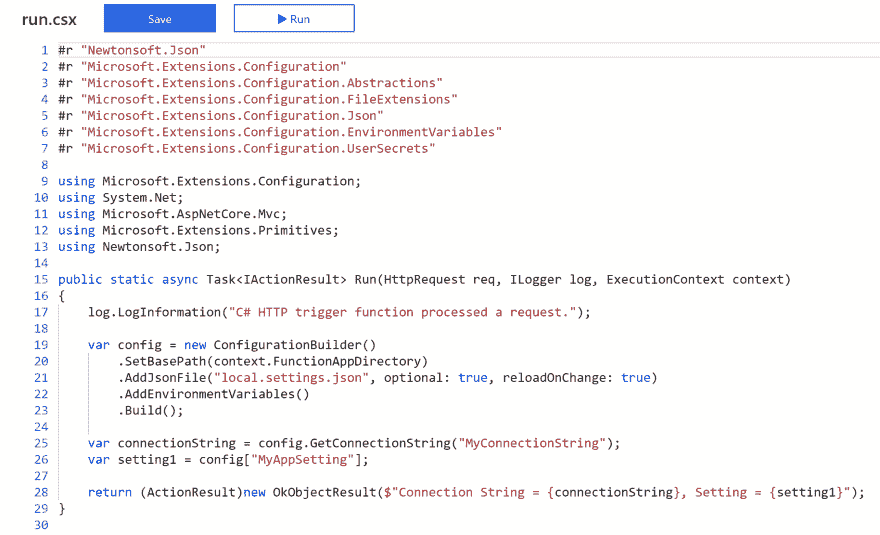 run.csx Save Run
1 #r "Newtonsoft.Json"
2 #r "Microsoft.Extensions.Configuration"
3 #r "Microsoft.Extensions.Configuration.Abstractions"
4 #r "Microsoft.Extensions.Configuration.FileExtensions"
5 #r "Microsoft.Extensions.Configuration.Json"
6 #r "Microsoft.Extensions.Configuration.EnvironmentVariables"
7 #r "Microsoft.Extensions.Configuration.UserSecrets"
8
9 using Microsoft.Extensions.Configuration;
10 using System.Net;
11 using Microsoft.AspNetCore.Mvc;
12 using Microsoft.Extensions.Primitives;
13 using Newtonsoft.Json;
14
15 public static async Task<IActionResult> Run(HttpRequest req, ILogger log, ExecutionContext context)
16 {
17     log.LogInformation("C# HTTP trigger function processed a request.");
18
19     var config = new ConfigurationBuilder()
20         .SetBasePath(context.FunctionAppDirectory)
21         .AddJsonFile("local.settings.json", optional: true, reloadOnChange: true)
22         .AddEnvironmentVariables()
23         .Build();
24
25     var connectionString = config.GetConnectionString("MyConnectionString");
26     var setting1 = config["MyAppSetting"];
27
28     return (ActionResult)new OkObjectResult($"Connection String = {connectionString}, Setting = {setting1}");
29 }
30